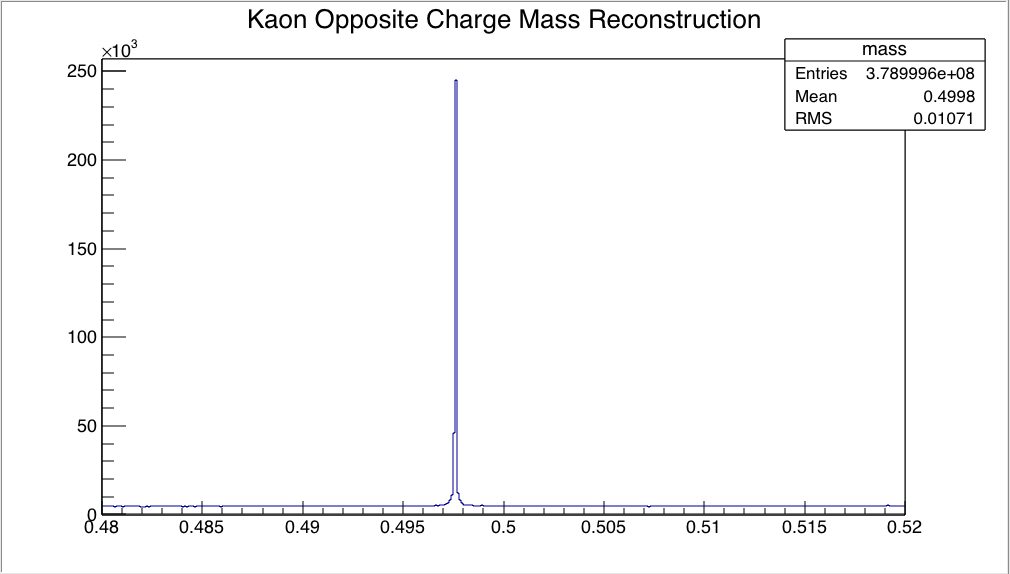 Kaon Opposite Charge Mass Reconstruction
×10³
mass
Entries 3.789996e+08
Mean 0.4998
RMS 0.01071
250
200
150
100
50
0
0.48 0.485 0.49 0.495 0.5 0.505 0.51 0.515 0.52